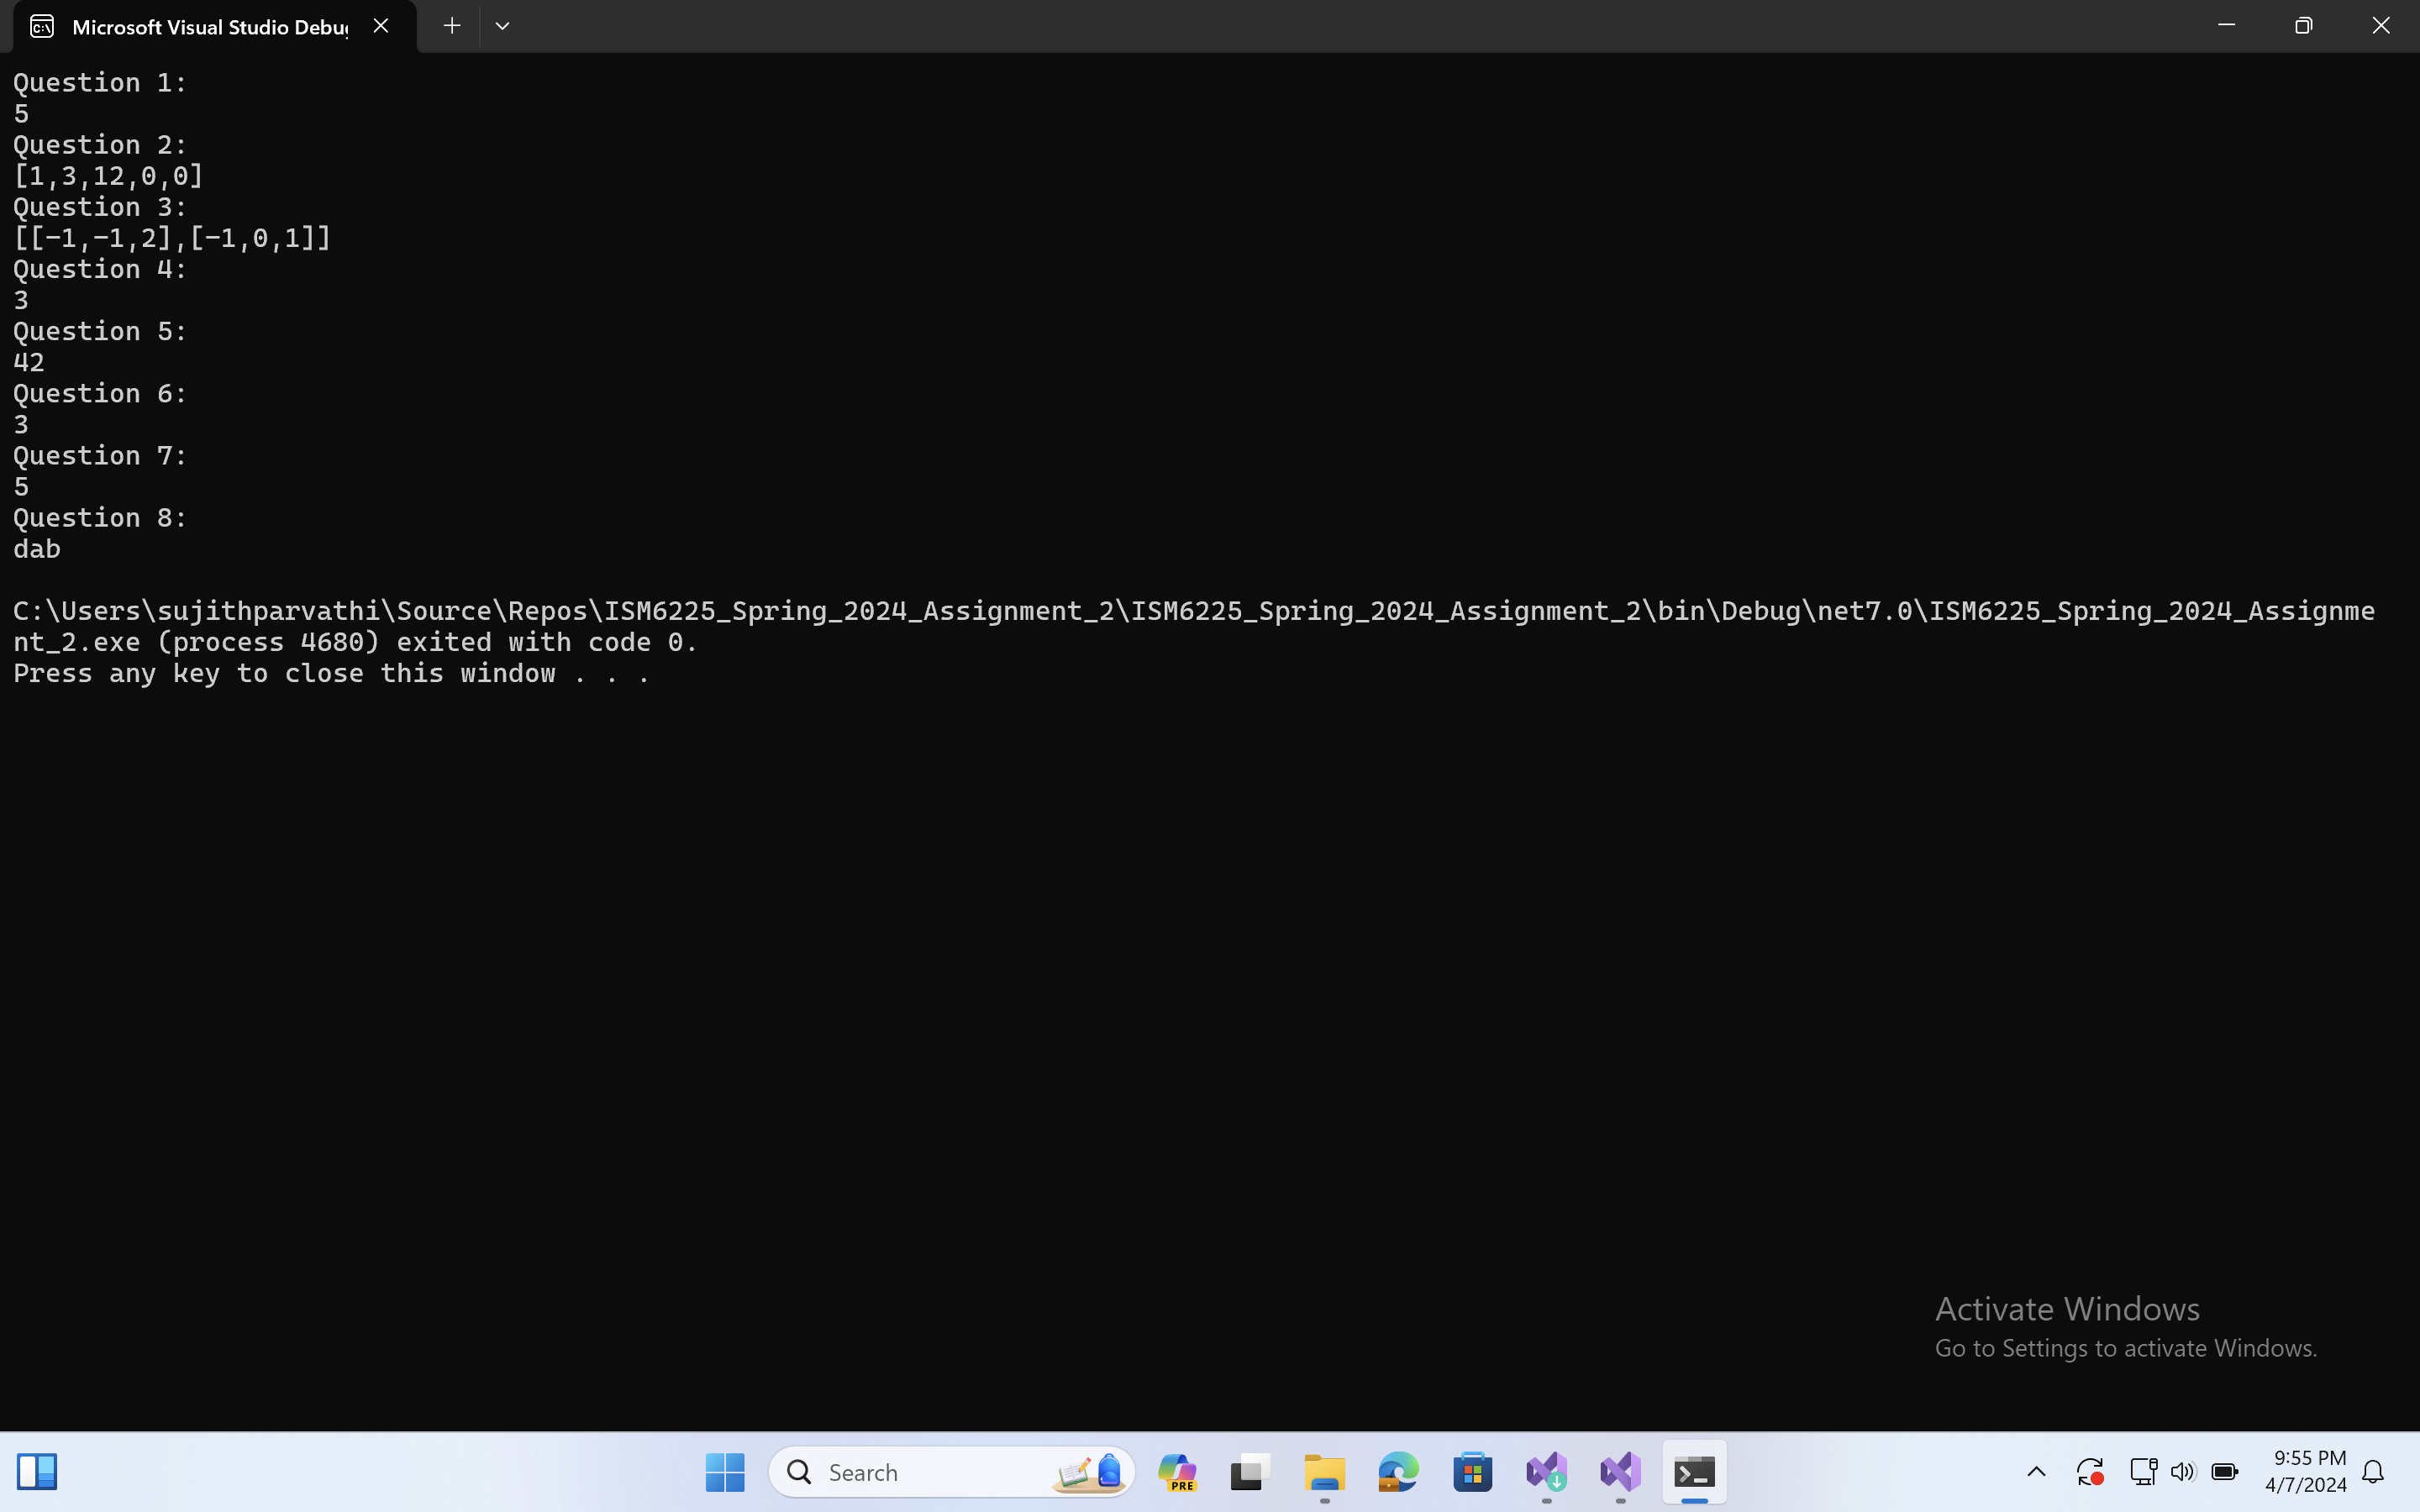 Microsoft Visual Studio Debu
Question 1:
5
Question 2:
[1,3,12,0,0]
Question 3:
[[-1,-1,2],[-1,0,1]]
Question 4:
3
Question 5:
42
Question 6:
3
Question 7:
5
Question 8:
dab
C:\Users\sujithparvathi\Source\Repos\ISM6225_Spring_2024_Assignment_2\ISM6225_Spring_2024_Assignment_2\bin\Debug\net7.0\ISM6225_Spring_2024_Assignme
nt_2.exe (process 4680) exited with code 0.
Press any key to close this window . . .
Activate Windows
Go to Settings to activate Windows.
Search
PRE
9:55 PM
4/7/2024